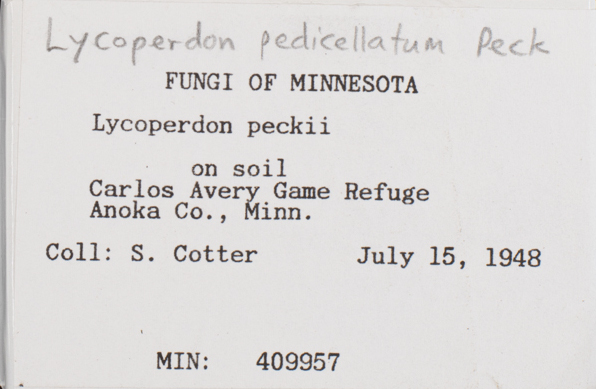 Lycoperdon pedicellatum Peck
FUNGI OF MINNESOTA
Lycoperdon peckii
on soil
Carlos Avery Game Refuge
Anoka Co., Minn.
Coll: S. Cotter July 15, 1948
MIN: 409957